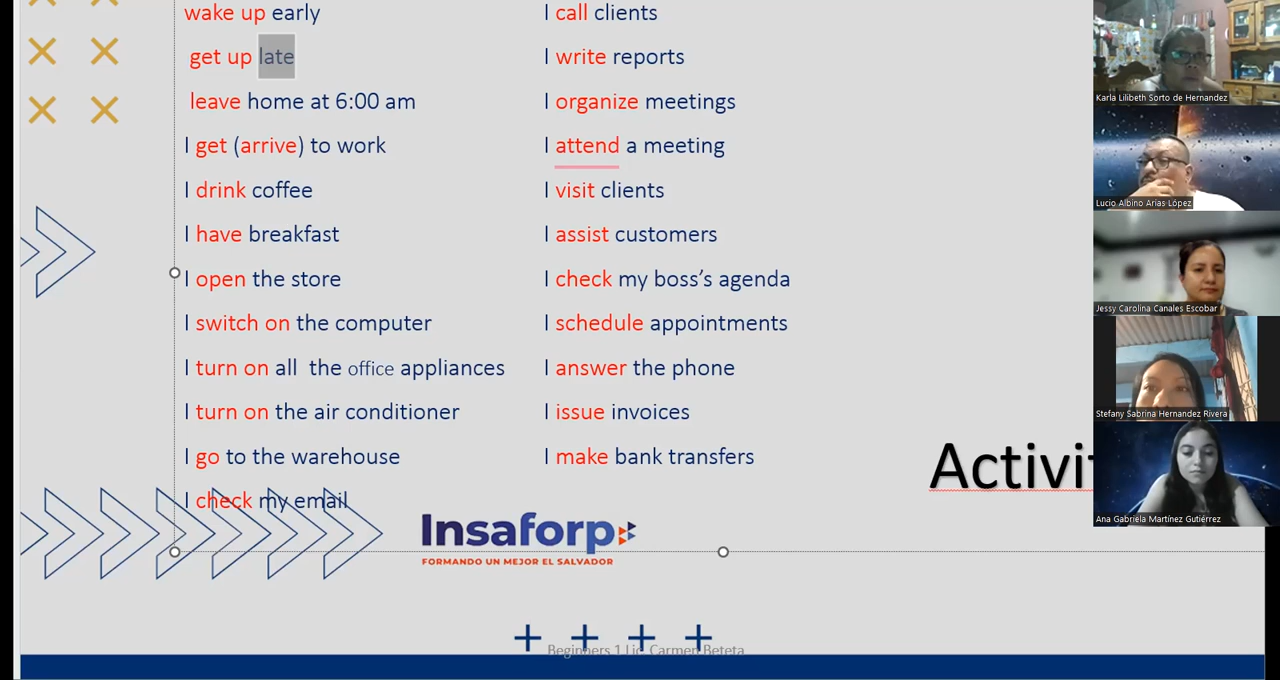 wake up early
get up late
leave home at 6:00 am
I get (arrive) to work
I drink coffee
I have breakfast
I open the store
I switch on the computer
I turn on all the office appliances
I turn on the air conditioner
I go to the warehouse
I check my email
I call clients
I write reports
I organize meetings
I attend a meeting
I visit clients
I assist customers
I check my boss's agenda
I schedule appointments
I answer the phone
I issue invoices
I make bank transfers
Activi
Insaforp
FORMANDO UN MEJOR EL SALVADOR
Beginners 1 Lic. Carmen Beteta
Karla Lilibeth Sorto de Hernandez
Lucio Albino Arias López
Jessy Carolina Canales Escobar
Stefany Sabrina Hernandez Rivera
Ana Gabriela Martínez Gutiérrez